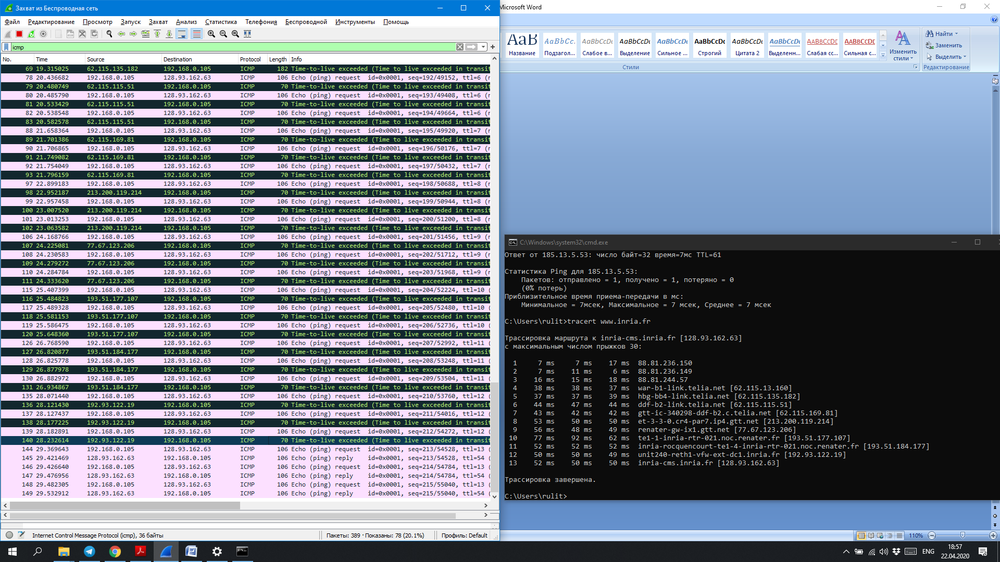 Захват из Беспроводная сеть
Файл Редактирование Просмотр Запуск Захват Анализ Статистика Телефония Беспроводной Инструменты Помощь
icmp
No. Time Source Destination Protocol Length Info
69 19.315025 62.115.135.182 192.168.0.105 ICMP 182 Time-to-live exceeded (Time to live exceeded in transit
78 20.436682 192.168.0.105 128.93.162.63 ICMP 106 Echo (ping) request id=0x0001, seq=192/49152, ttl=6 (r
79 20.480749 62.115.115.51 192.168.0.105 ICMP 70 Time-to-live exceeded (Time to live exceeded in transit
80 20.485790 192.168.0.105 128.93.162.63 ICMP 106 Echo (ping) request id=0x0001, seq=193/49408, ttl=6 (r
81 20.533429 62.115.115.51 192.168.0.105 ICMP 70 Time-to-live exceeded (Time to live exceeded in transit
82 20.538548 192.168.0.105 128.93.162.63 ICMP 106 Echo (ping) request id=0x0001, seq=194/49664, ttl=6 (r
83 20.582578 62.115.115.51 192.168.0.105 ICMP 70 Time-to-live exceeded (Time to live exceeded in transit
88 21.658364 192.168.0.105 128.93.162.63 ICMP 106 Echo (ping) request id=0x0001, seq=195/49920, ttl=7 (r
89 21.701386 62.115.169.81 192.168.0.105 ICMP 70 Time-to-live exceeded (Time to live exceeded in transit
90 21.706865 192.168.0.105 128.93.162.63 ICMP 106 Echo (ping) request id=0x0001, seq=196/50176, ttl=7 (r
91 21.749082 62.115.169.81 192.168.0.105 ICMP 70 Time-to-live exceeded (Time to live exceeded in transit
92 21.754049 192.168.0.105 128.93.162.63 ICMP 106 Echo (ping) request id=0x0001, seq=197/50432, ttl=7 (r
93 21.796159 62.115.169.81 192.168.0.105 ICMP 70 Time-to-live exceeded (Time to live exceeded in transit
97 22.899183 192.168.0.105 128.93.162.63 ICMP 106 Echo (ping) request id=0x0001, seq=198/50688, ttl=8 (r
98 22.952187 213.200.119.214 192.168.0.105 ICMP 70 Time-to-live exceeded (Time to live exceeded in transit
99 22.957458 192.168.0.105 128.93.162.63 ICMP 106 Echo (ping) request id=0x0001, seq=199/50944, ttl=8 (r
100 23.007520 213.200.119.214 192.168.0.105 ICMP 70 Time-to-live exceeded (Time to live exceeded in transit
101 23.013253 192.168.0.105 128.93.162.63 ICMP 106 Echo (ping) request id=0x0001, seq=200/51200, ttl=8 (r
102 23.063582 213.200.119.214 192.168.0.105 ICMP 70 Time-to-live exceeded (Time to live exceeded in transit
106 24.168766 192.168.0.105 128.93.162.63 ICMP 106 Echo (ping) request id=0x0001, seq=201/51456, ttl=9 (r
107 24.225081 77.67.123.206 192.168.0.105 ICMP 70 Time-to-live exceeded (Time to live exceeded in transit
108 24.230583 192.168.0.105 128.93.162.63 ICMP 106 Echo (ping) request id=0x0001, seq=202/51712, ttl=9 (r
109 24.279272 77.67.123.206 192.168.0.105 ICMP 70 Time-to-live exceeded (Time to live exceeded in transit
110 24.284784 192.168.0.105 128.93.162.63 ICMP 106 Echo (ping) request id=0x0001, seq=203/51968, ttl=9 (r
111 24.333620 77.67.123.206 192.168.0.105 ICMP 70 Time-to-live exceeded (Time to live exceeded in transit
115 25.407399 192.168.0.105 128.93.162.63 ICMP 106 Echo (ping) request id=0x0001, seq=204/52224, ttl=10 (
116 25.484823 193.51.177.107 192.168.0.105 ICMP 70 Time-to-live exceeded (Time to live exceeded in transit
117 25.489328 192.168.0.105 128.93.162.63 ICMP 106 Echo (ping) request id=0x0001, seq=205/52480, ttl=10 (
118 25.581153 193.51.177.107 192.168.0.105 ICMP 70 Time-to-live exceeded (Time to live exceeded in transit
119 25.586475 192.168.0.105 128.93.162.63 ICMP 106 Echo (ping) request id=0x0001, seq=206/52736, ttl=10 (
120 25.648360 193.51.177.107 192.168.0.105 ICMP 70 Time-to-live exceeded (Time to live exceeded in transit
126 26.768590 192.168.0.105 128.93.162.63 ICMP 106 Echo (ping) request id=0x0001, seq=207/52992, ttl=11 (
127 26.820877 193.51.184.177 192.168.0.105 ICMP 70 Time-to-live exceeded (Time to live exceeded in transit
128 26.825778 192.168.0.105 128.93.162.63 ICMP 106 Echo (ping) request id=0x0001, seq=208/53248, ttl=11 (
129 26.877978 193.51.184.177 192.168.0.105 ICMP 70 Time-to-live exceeded (Time to live exceeded in transit
130 26.882972 192.168.0.105 128.93.162.63 ICMP 106 Echo (ping) request id=0x0001, seq=209/53504, ttl=11 (
131 26.934867 193.51.184.177 192.168.0.105 ICMP 70 Time-to-live exceeded (Time to live exceeded in transit
135 28.071440 192.168.0.105 128.93.162.63 ICMP 106 Echo (ping) request id=0x0001, seq=210/53760, ttl=12 (
136 28.121430 192.93.122.19 192.168.0.105 ICMP 70 Time-to-live exceeded (Time to live exceeded in transit
137 28.127437 192.168.0.105 128.93.162.63 ICMP 106 Echo (ping) request id=0x0001, seq=211/54016, ttl=12 (
138 28.177225 192.93.122.19 192.168.0.105 ICMP 70 Time-to-live exceeded (Time to live exceeded in transit
139 28.182891 192.168.0.105 128.93.162.63 ICMP 106 Echo (ping) request id=0x0001, seq=212/54272, ttl=12 (
140 28.232614 192.93.122.19 192.168.0.105 ICMP 70 Time-to-live exceeded (Time to live exceeded in transit
144 29.369643 192.168.0.105 128.93.162.63 ICMP 106 Echo (ping) request id=0x0001, seq=213/54528, ttl=13 (
145 29.421469 128.93.162.63 192.168.0.105 ICMP 106 Echo (ping) reply id=0x0001, seq=213/54528, ttl=54 (
146 29.426640 192.168.0.105 128.93.162.63 ICMP 106 Echo (ping) request id=0x0001, seq=214/54784, ttl=13 (
147 29.476956 128.93.162.63 192.168.0.105 ICMP 106 Echo (ping) reply id=0x0001, seq=214/54784, ttl=54 (
148 29.482305 192.168.0.105 128.93.162.63 ICMP 106 Echo (ping) request id=0x0001, seq=215/55040, ttl=13 (
149 29.532912 128.93.162.63 192.168.0.105 ICMP 106 Echo (ping) reply id=0x0001, seq=215/55040, ttl=54 (
Internet Control Message Protocol (icmp), 36 байты
Пакеты: 389 · Показаны: 78 (20.1%)
Профиль: Default
Microsoft Word
АаВ AaBbCc. AaBbCcDc AaBbCcDc AaBbCcDc AaBbCcDc AaBbCcDc AaBbCcDc AaBbCcDc AaBbCcDc
Название Подзагол... Слабое в... Выделение Сильное ... Строгий Цитата 2 Выделенн... Слабая сс... Сильная с...
Изменить стили
Стили
Найти
Заменить
Выделить
Редактирование
C:\Windows\system32\cmd.exe
Ответ от 185.13.5.53: число байт=32 время=7мс TTL=61
Статистика Ping для 185.13.5.53:
Пакетов: отправлено = 1, получено = 1, потеряно = 0
(0% потерь)
Приблизительное время приема-передачи в мс:
Минимальное = 7мсек, Максимальное = 7 мсек, Среднее = 7 мсек
C:\Users\rulit>tracert www.inria.fr
Трассировка маршрута к inria-cms.inria.fr [128.93.162.63]
с максимальным числом прыжков 30:
1 7 ms 7 ms 17 ms 88.81.236.150
2 7 ms 11 ms 6 ms 88.81.236.149
3 16 ms 15 ms 18 ms 88.81.244.57
4 38 ms 38 ms 37 ms war-b1-link.telia.net [62.115.13.160]
5 37 ms 37 ms 39 ms hbg-bb4-link.telia.net [62.115.135.182]
6 44 ms 47 ms 44 ms ddf-b2-link.telia.net [62.115.115.51]
7 43 ms 42 ms 42 ms gtt-ic-340298-ddf-b2.c.telia.net [62.115.169.81]
8 53 ms 50 ms 50 ms et-3-3-0.cr4-par7.ip4.gtt.net [213.200.119.214]
9 56 ms 48 ms 49 ms renater-gw-ix1.gtt.net [77.67.123.206]
10 77 ms 92 ms 62 ms te1-1-inria-rtr-021.noc.renater.fr [193.51.177.107]
11 52 ms 52 ms 52 ms inria-rocquencourt-te1-4-inria-rtr-021.noc.renater.fr [193.51.184.177]
12 50 ms 50 ms 49 ms unit240-reth1-vfw-ext-dc1.inria.fr [192.93.122.19]
13 52 ms 50 ms 50 ms inria-cms.inria.fr [128.93.162.63]
Трассировка завершена.
C:\Users\rulit>
110%
ENG
18:57
22.04.2020